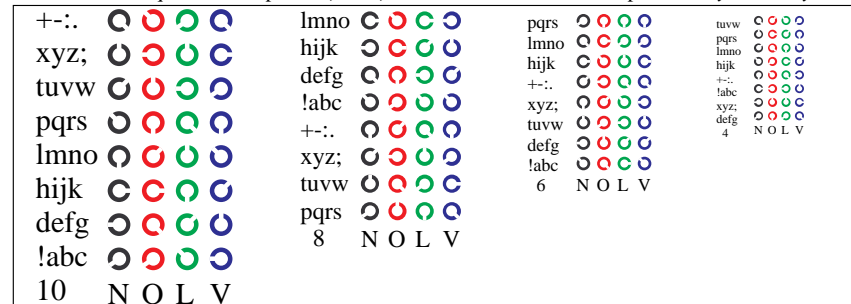 +-:.
xyz;
tuvw
pqrs
lmno
hijk
defg
!abc
10 N O L V
lmno
hijk
defg
!abc
+-:.
xyz;
tuvw
pqrs
8 N O L V
pqrs
lmno
hijk
+-:.
xyz;
tuvw
defg
!abc
6 N O L V
tuvw
pqrs
lmno
hijk
+-:.
!abc
xyz;
defg
4 N O L V